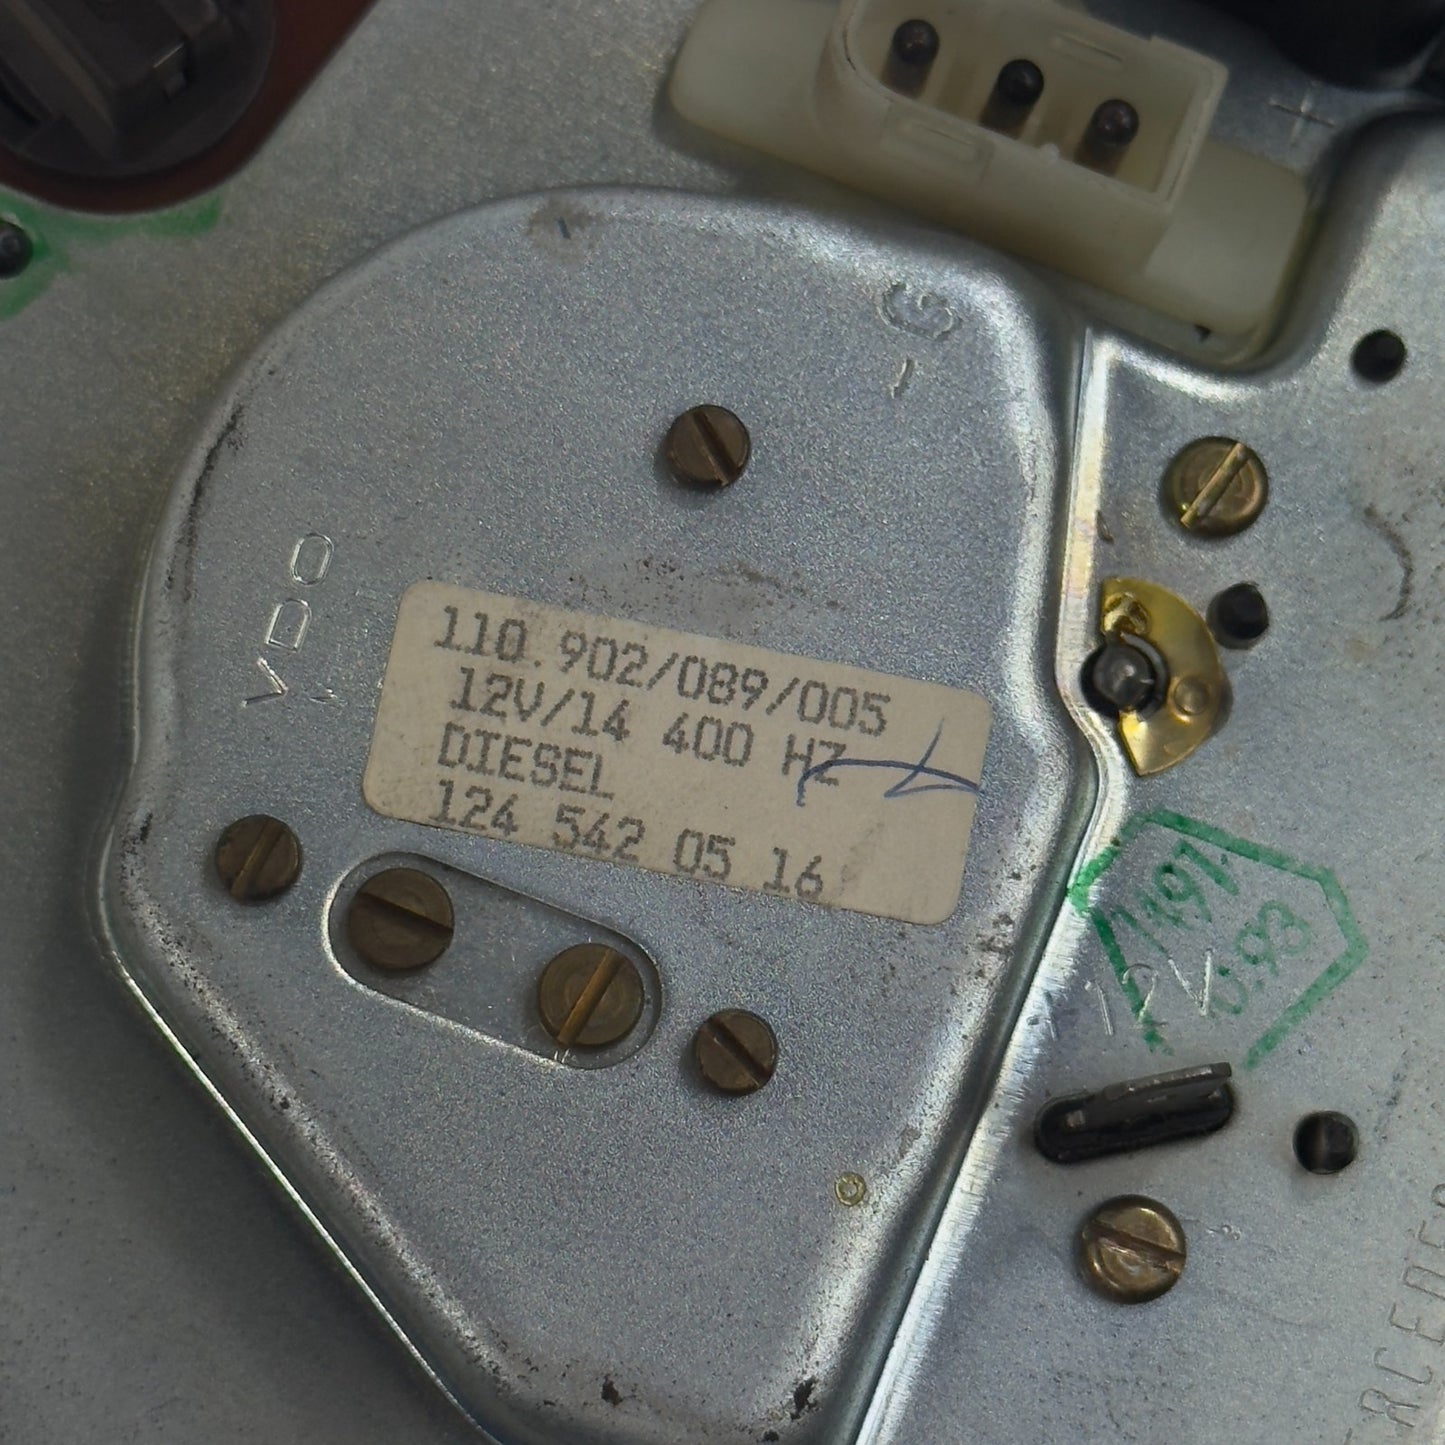 VDO
110.902/089/005
12V/14 400 HZ
DIESEL
124 542 05 16
12V